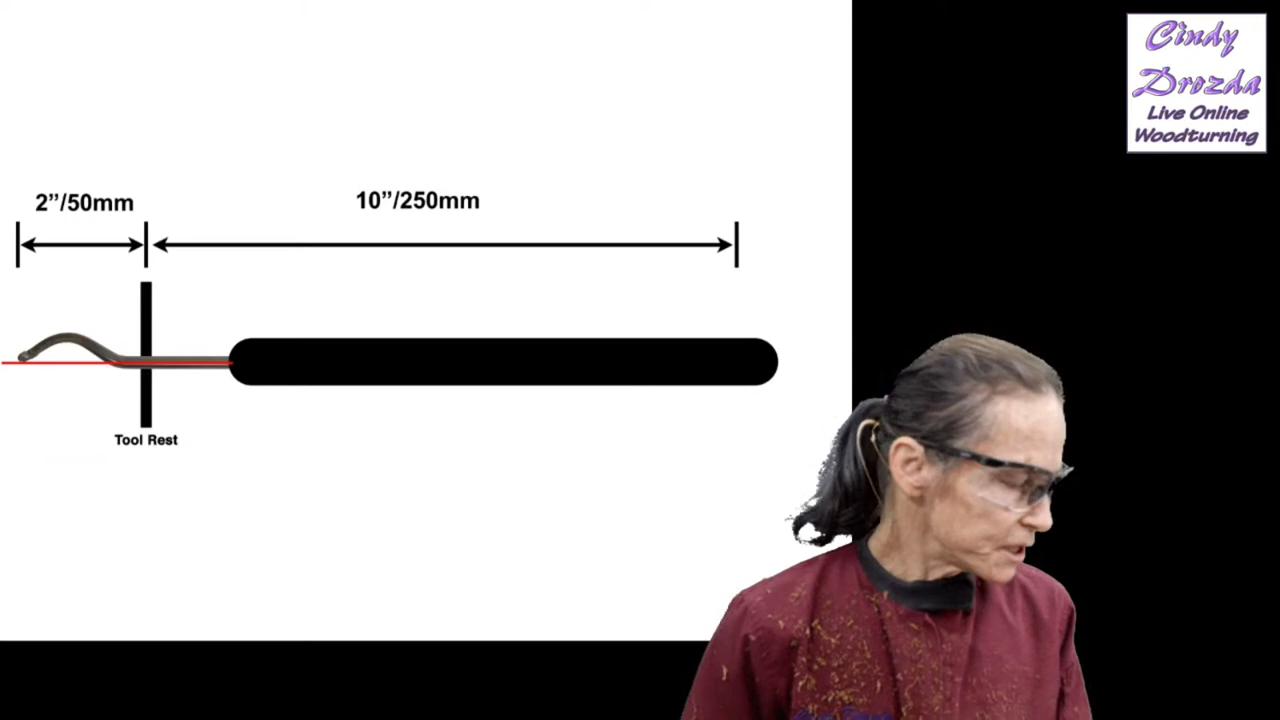 Cindy
Drozda
Live Online
Woodturning
2”/50mm
10”/250mm
Tool Rest